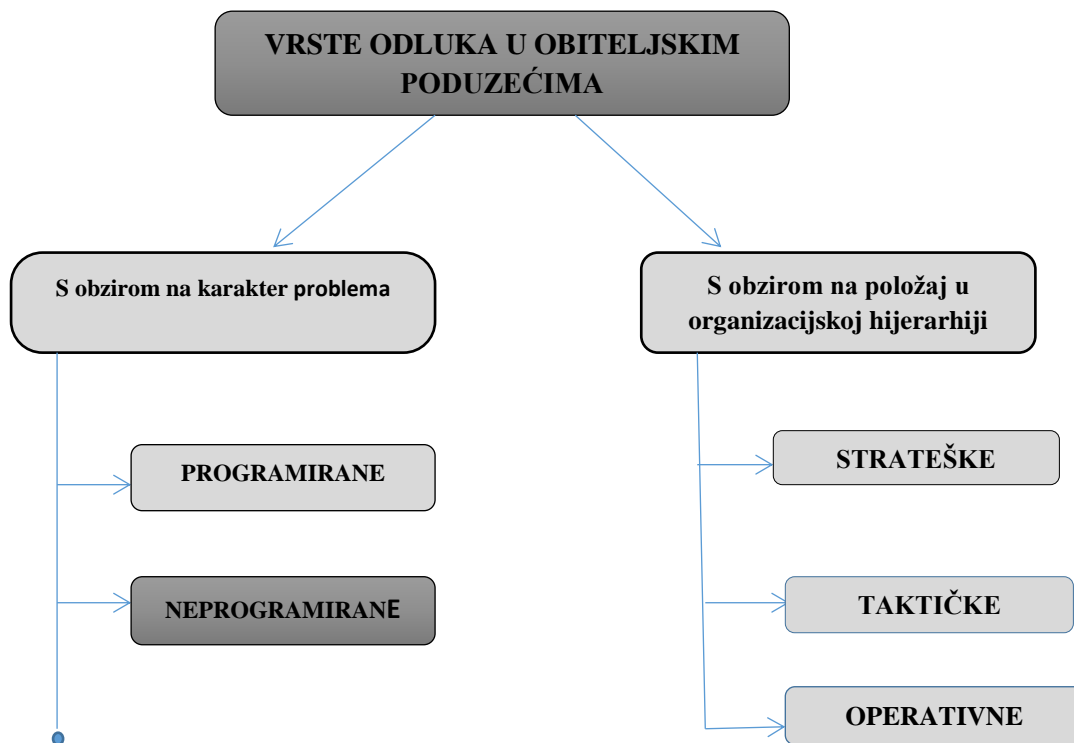 VRSTE ODLUKA U OBITELJSKIM
PODUZEĆIMA
S obzirom na karakter problema
PROGRAMIRANE
NEPROGRAMIRANE
S obzirom na položaj u
organizacijskoj hijerarhiji
STRATEŠKE
TAKTIČKE
OPERATIVNE